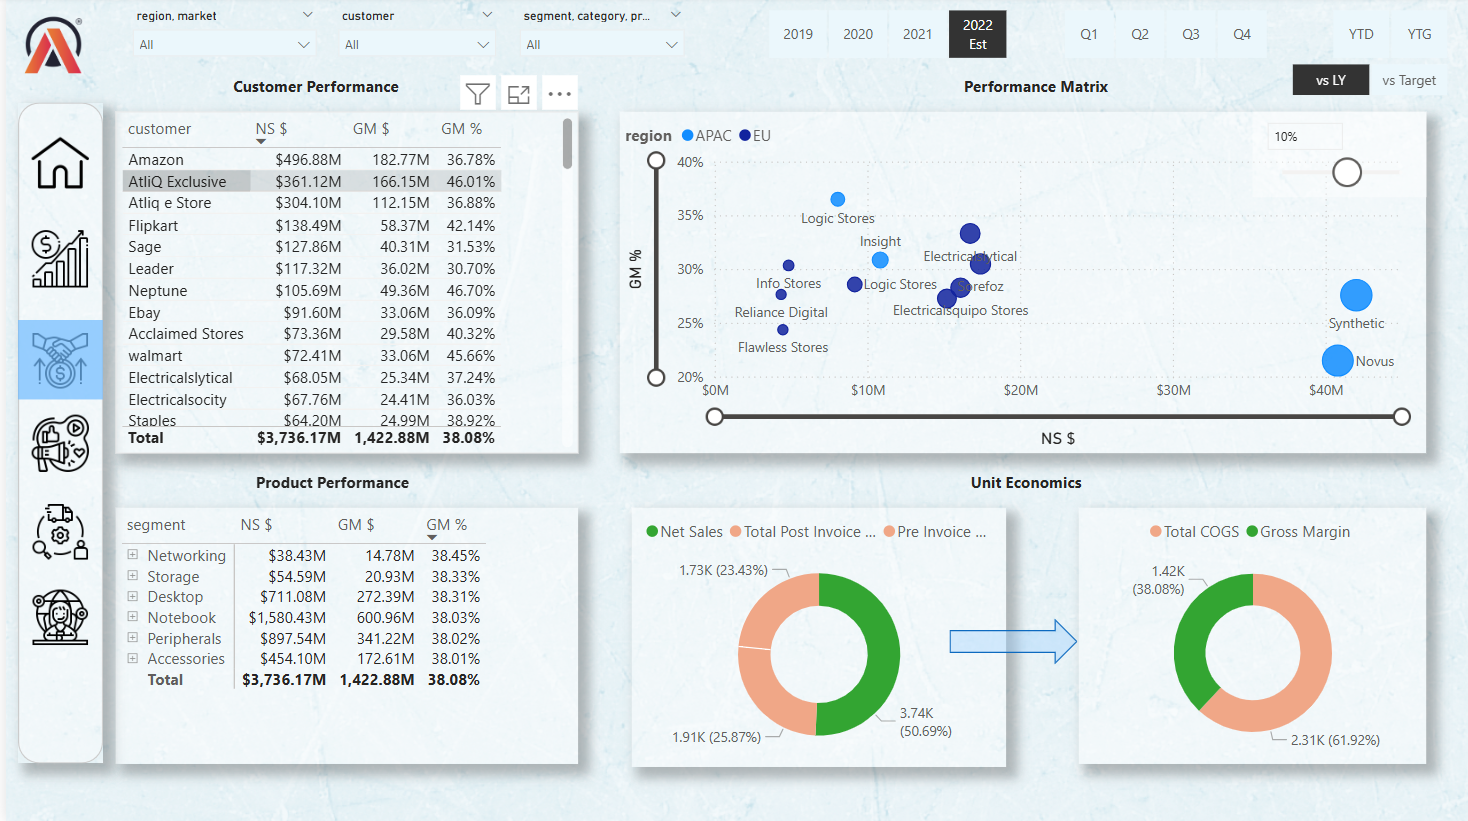 region, market
customer
segment, category, pr...
All
All
All
2019
2020
2021
2022
Est
Q1
Q2
Q3
Q4
YTD
YTG
vs LY
vs Target
Customer Performance
customer NS $ GM $ GM %
Amazon $496.88M 182.77M 36.78%
AtliQ Exclusive $361.12M 166.15M 46.01%
Atliq e Store $304.10M 112.15M 36.88%
Flipkart $138.49M 58.37M 42.14%
Sage $127.86M 40.31M 31.53%
Leader $117.32M 36.02M 30.70%
Neptune $105.69M 49.36M 46.70%
Ebay $91.60M 33.06M 36.09%
Acclaimed Stores $73.36M 29.58M 40.32%
walmart $72.41M 33.06M 45.66%
Electricalslytical $68.05M 25.34M 37.24%
Electricalsocity $67.76M 24.41M 36.03%
Staples $64.20M 24.99M 38.92%
Total $3,736.17M 1,422.88M 38.08%
Performance Matrix
region APAC EU
10%
GM %
40%
35%
30%
25%
20%
Logic Stores
Insight
Electricalslytical
Info Stores
Logic Stores
Sorefoz
Reliance Digital
Electricalsquipo Stores
Flawless Stores
Synthetic
Novus
$0M
$10M
$20M
$30M
$40M
NS $
Product Performance
segment NS $ GM $ GM %
Networking $38.43M 14.78M 38.45%
Storage $54.59M 20.93M 38.33%
Desktop $711.08M 272.39M 38.31%
Notebook $1,580.43M 600.96M 38.03%
Peripherals $897.54M 341.22M 38.02%
Accessories $454.10M 172.61M 38.01%
Total $3,736.17M 1,422.88M 38.08%
Unit Economics
Net Sales Total Post Invoice ... Pre Invoice ...
1.73K (23.43%)
3.74K
(50.69%)
1.91K (25.87%)
Total COGS Gross Margin
1.42K
(38.08%)
2.31K (61.92%)